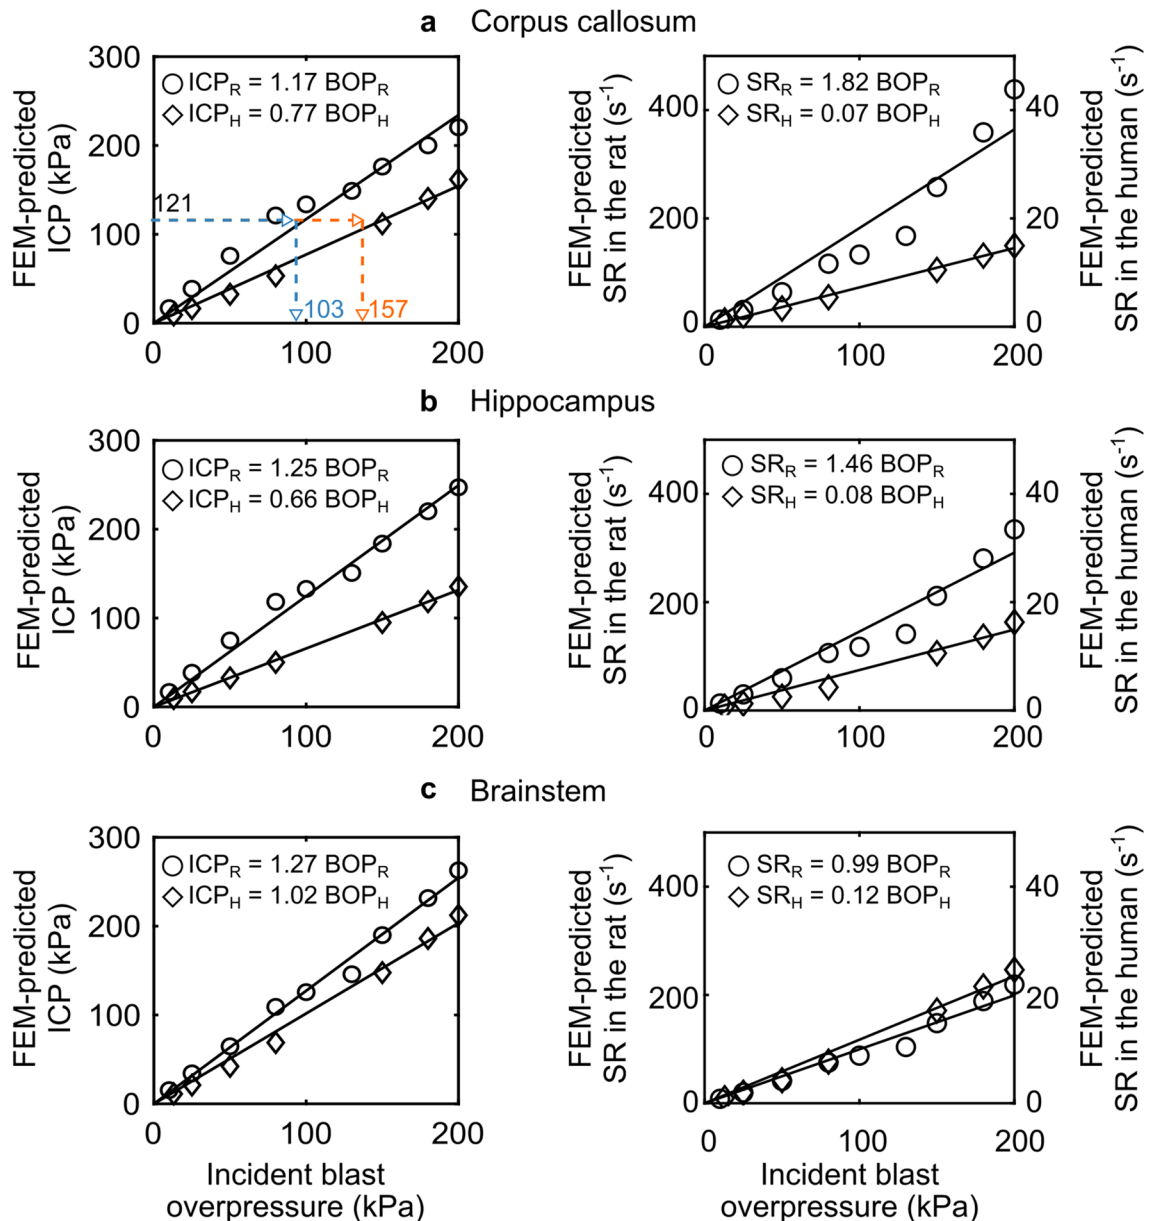 a Corpus callosum
FEM-predicted
ICP (kPa)
300
200
100
0
0 100 200
ICP_R = 1.17 BOP_R
ICP_H = 0.77 BOP_H
121
103
157
FEM-predicted
SR in the rat (s⁻¹)
400
200
0
0 100 200
SR_R = 1.82 BOP_R
SR_H = 0.07 BOP_H
40
20
0
FEM-predicted
SR in the human (s⁻¹)
b Hippocampus
FEM-predicted
ICP (kPa)
300
200
100
0
0 100 200
ICP_R = 1.25 BOP_R
ICP_H = 0.66 BOP_H
FEM-predicted
SR in the rat (s⁻¹)
400
200
0
0 100 200
SR_R = 1.46 BOP_R
SR_H = 0.08 BOP_H
40
20
0
FEM-predicted
SR in the human (s⁻¹)
c Brainstem
FEM-predicted
ICP (kPa)
300
200
100
0
0 100 200
ICP_R = 1.27 BOP_R
ICP_H = 1.02 BOP_H
Incident blast
overpressure (kPa)
FEM-predicted
SR in the rat (s⁻¹)
400
200
0
0 100 200
SR_R = 0.99 BOP_R
SR_H = 0.12 BOP_H
40
20
0
FEM-predicted
SR in the human (s⁻¹)
Incident blast
overpressure (kPa)